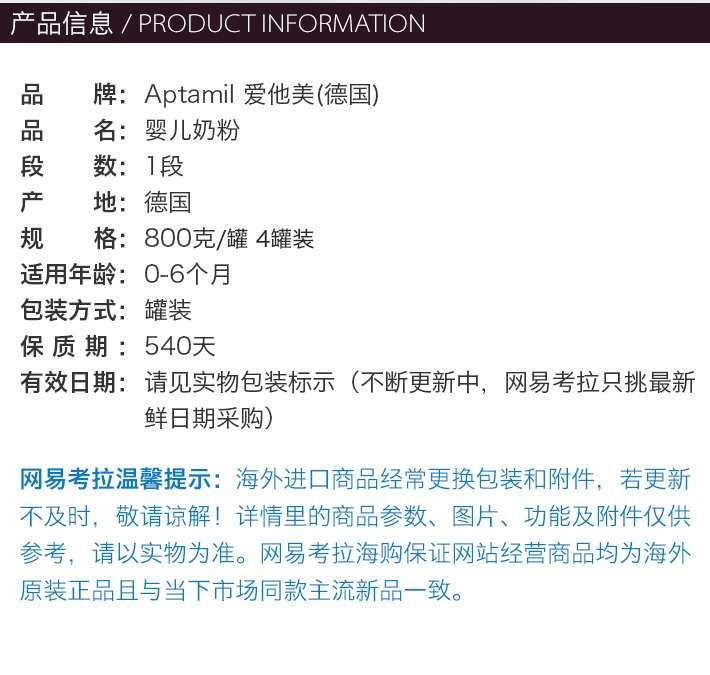 产品信息 / PRODUCT INFORMATION
品 牌： Aptamil 爱他美(德国)
品 名： 婴儿奶粉
段 数： 1段
产 地： 德国
规 格： 800克/罐 4罐装
适用年龄： 0-6个月
包装方式： 罐装
保 质 期 ： 540天
有效日期： 请见实物包装标示（不断更新中，网易考拉只挑最新
鲜日期采购）
网易考拉温馨提示：海外进口商品经常更换包装和附件，若更新
不及时，敬请谅解！详情里的商品参数、图片、功能及附件仅供
参考，请以实物为准。网易考拉海购保证网站经营商品均为海外
原装正品且与当下市场同款主流新品一致。